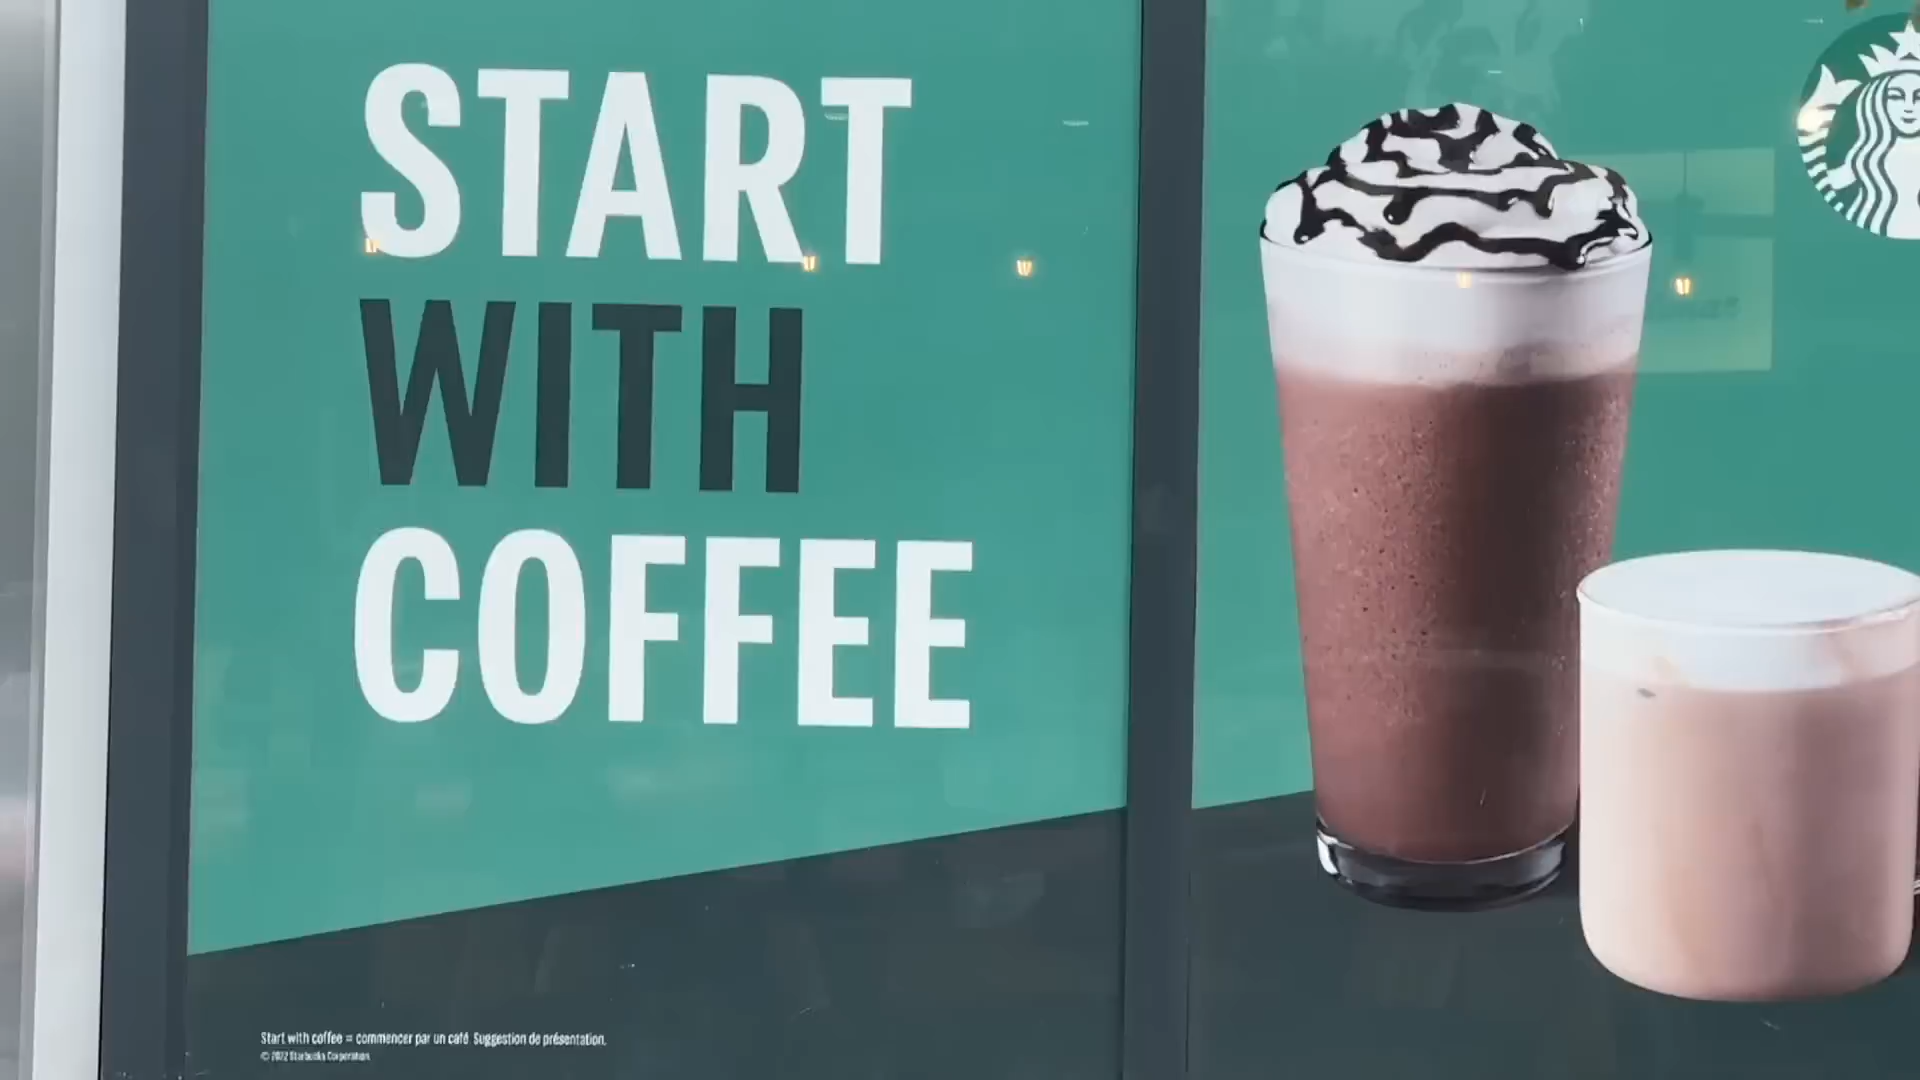 START
WITH
COFFEE
Start with coffee = commencer par un café. Suggestion de présentation.
© 2022 Starbucks Corporation.